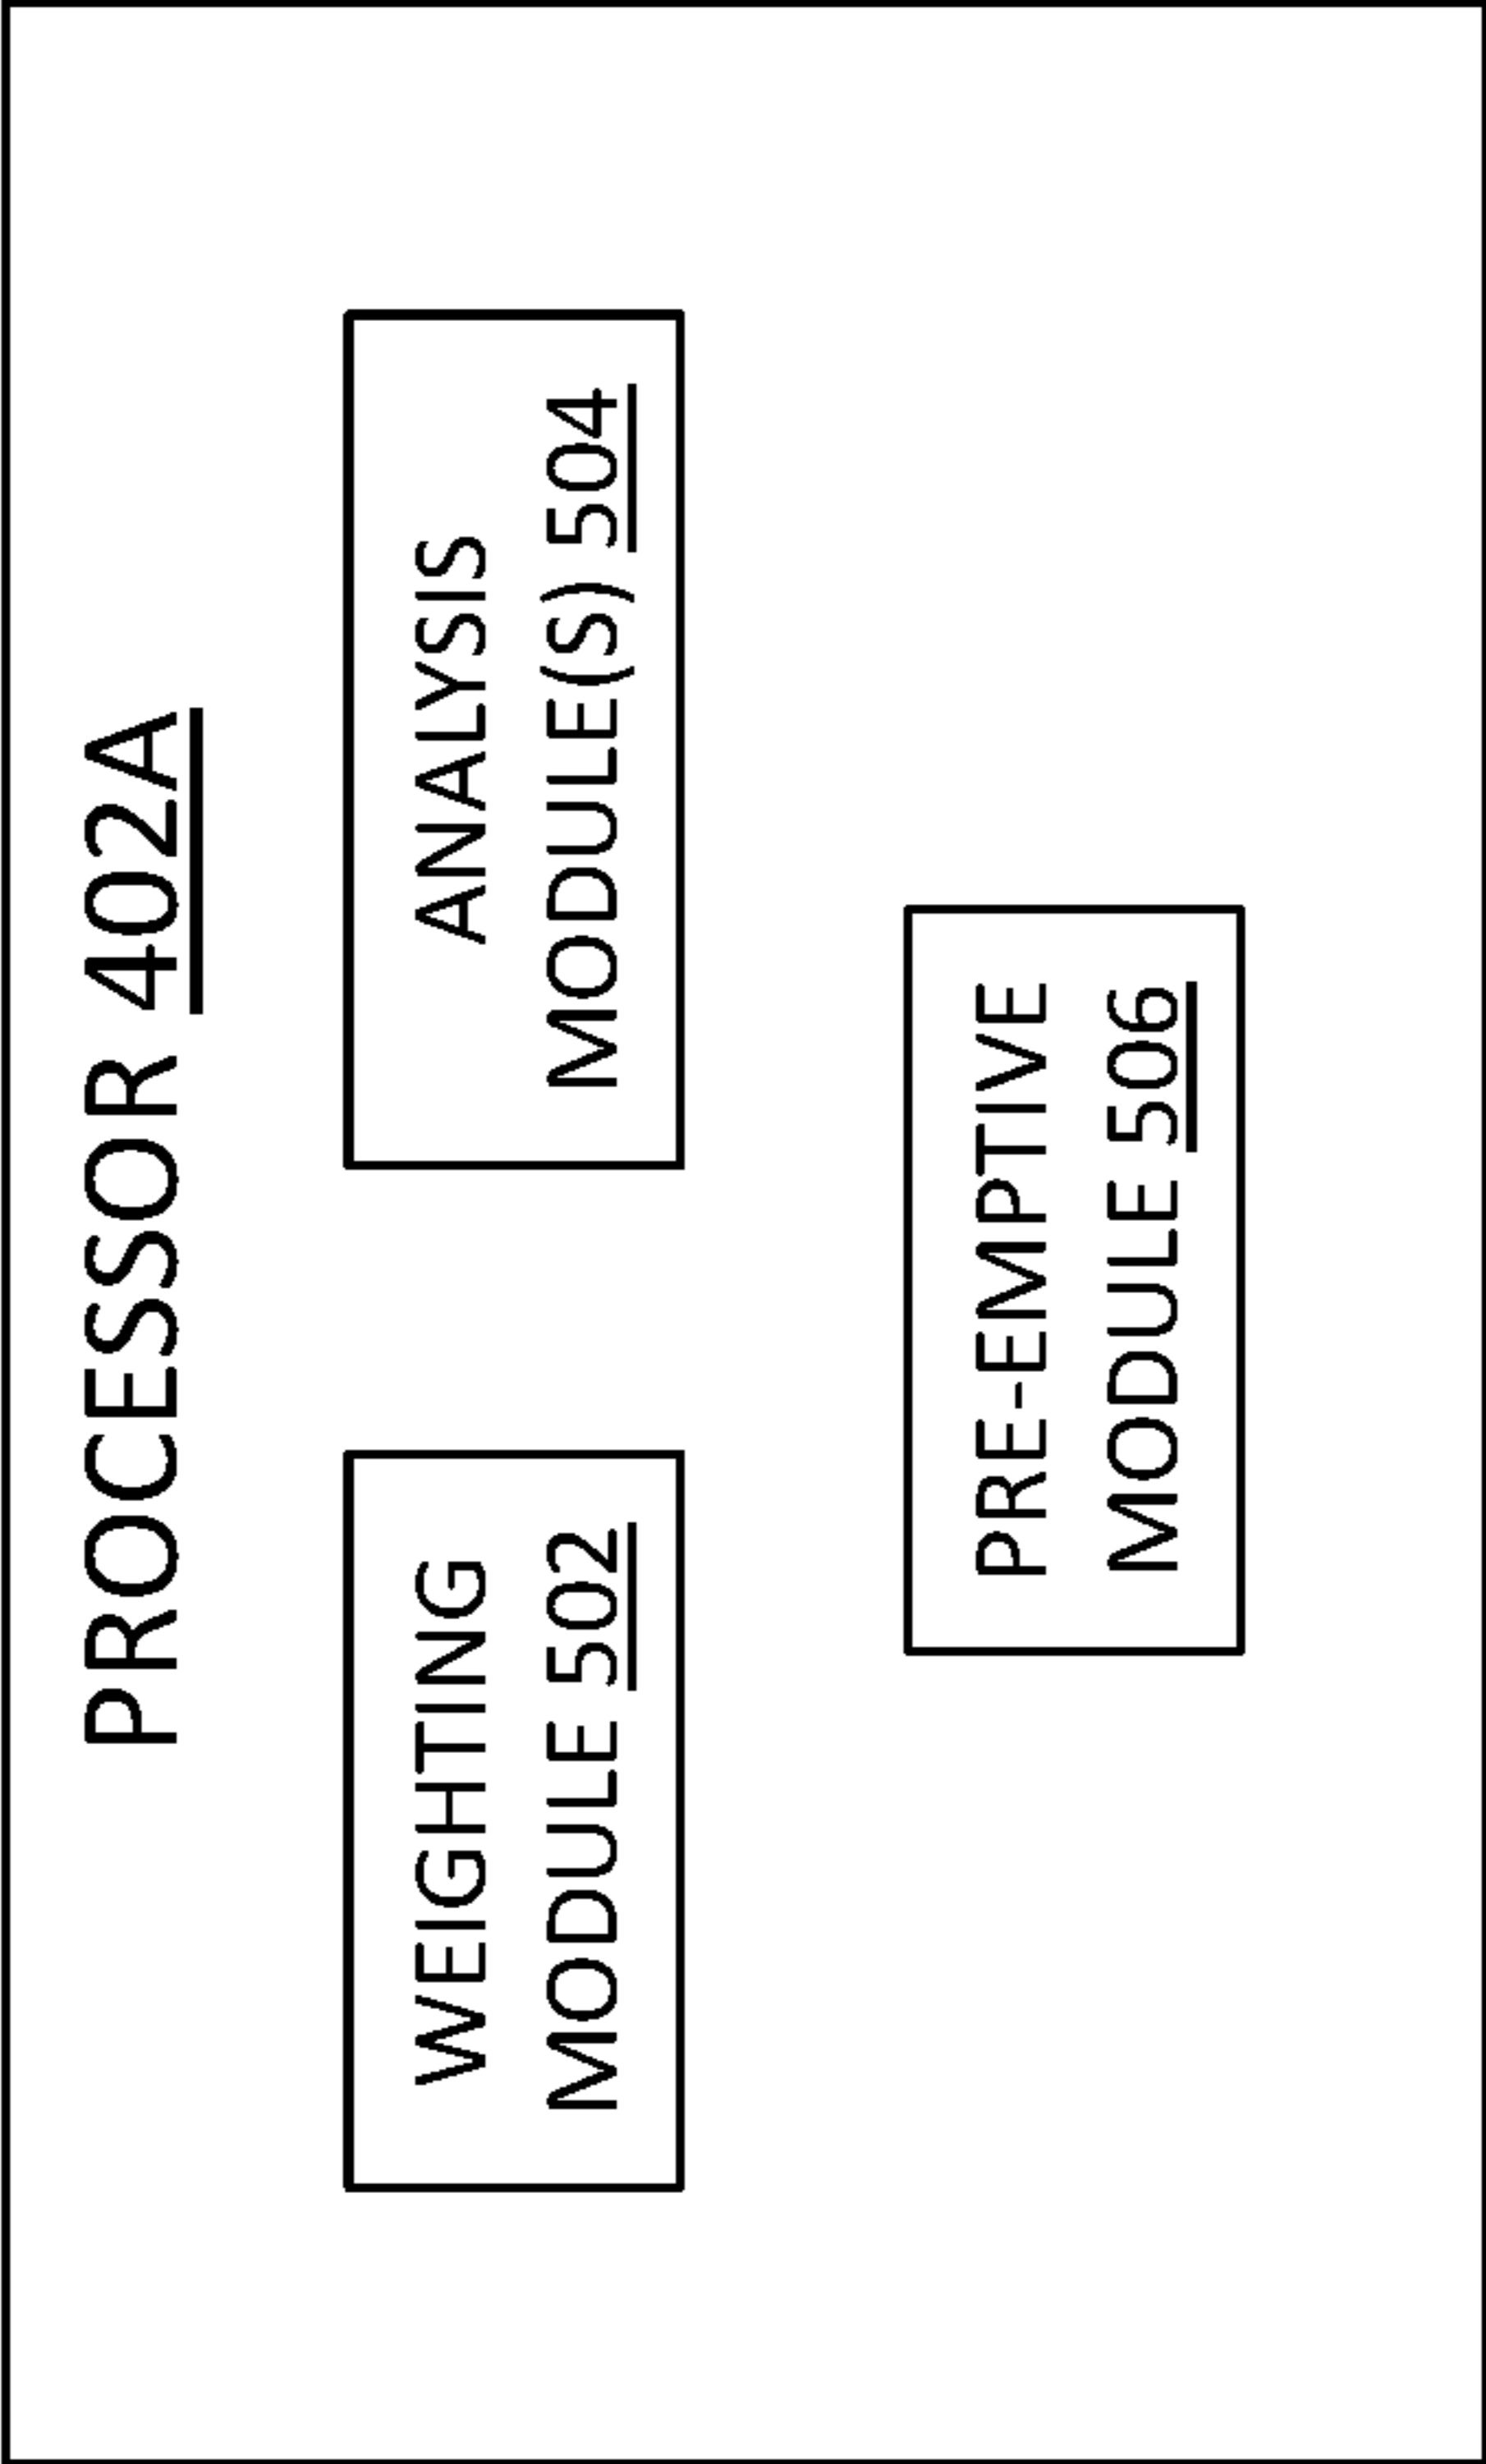 PROCESSOR 402A
WEIGHTING
MODULE 502
ANALYSIS
MODULE(S) 504
PRE-EMPTIVE
MODULE 506